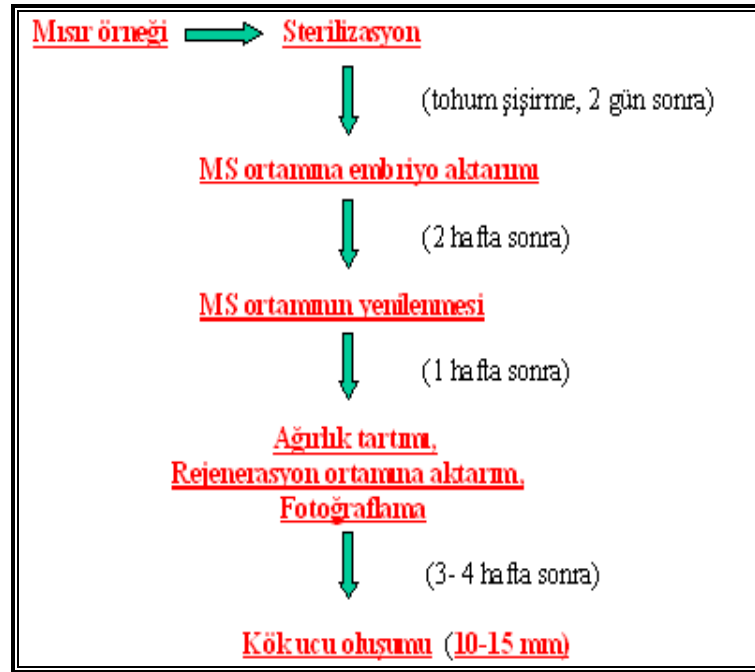 Mısır örneği Sterilizasyon
(tohum şişirme, 2 gün sonra)
MS ortamına embriyo aktarımı
(2 hafta sonra)
MS ortamının yenilenmesi
(1 hafta sonra)
Ağırlık tartımı,
Rejenerasyon ortamına aktarım,
Fotoğraflama
(3- 4 hafta sonra)
Kök ucu oluşumu (10-15 mm)